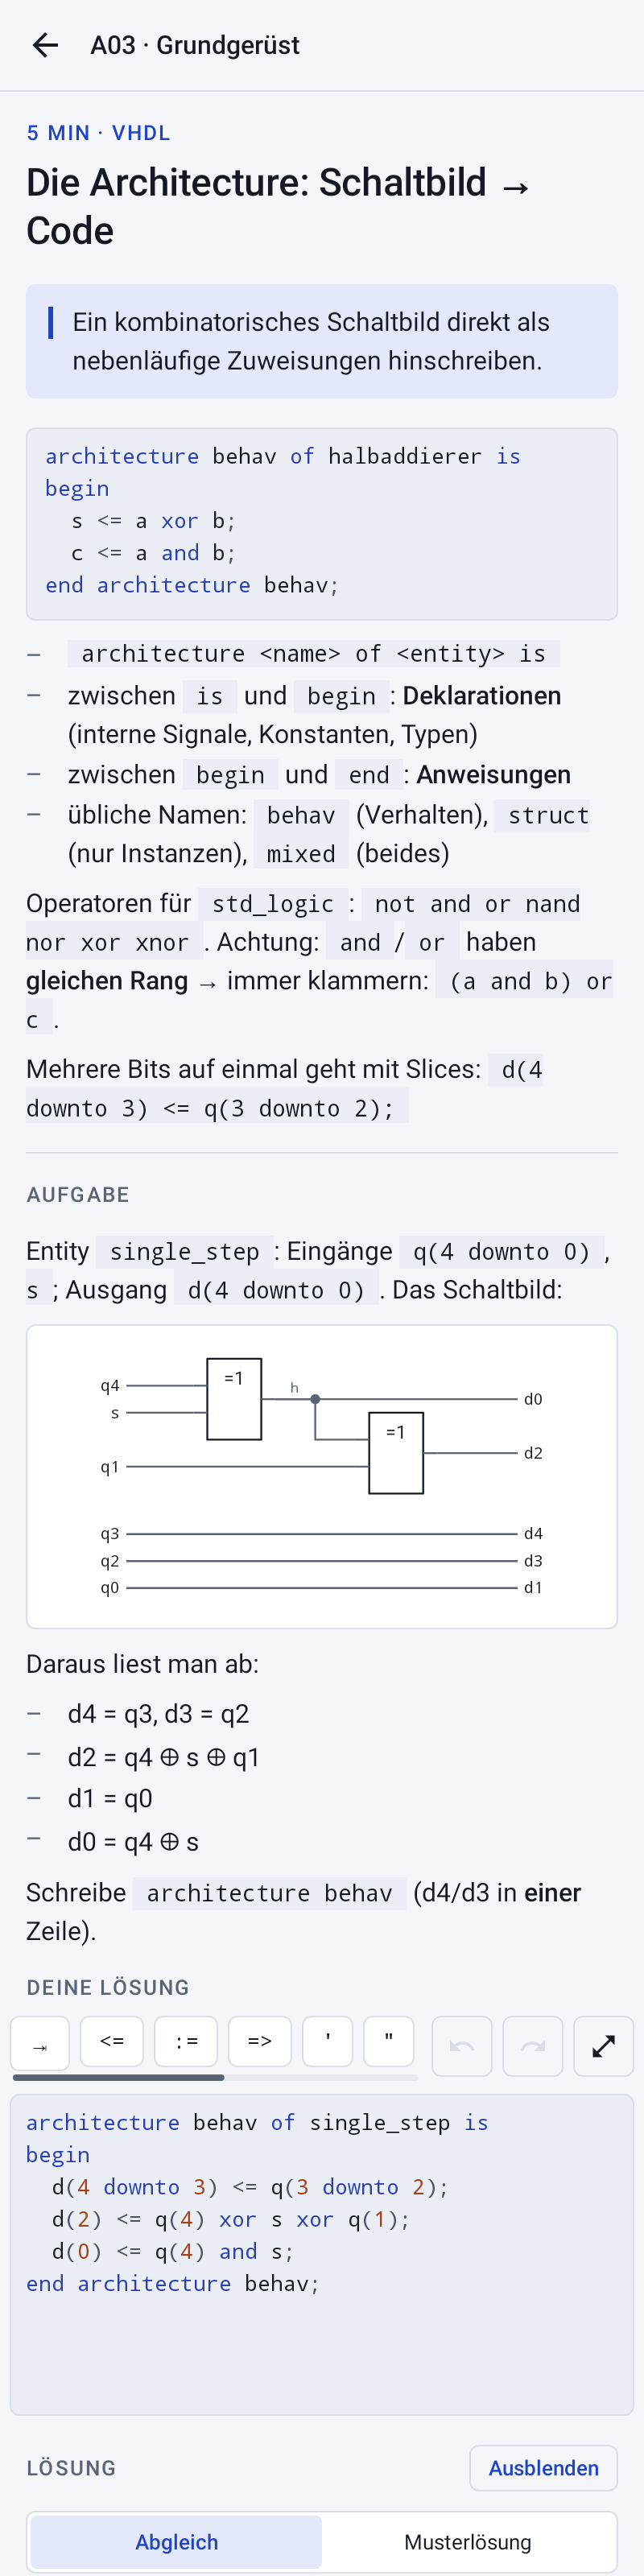 ← A03 · Grundgerüst
5 MIN · VHDL
Die Architecture: Schaltbild →
Code
Ein kombinatorisches Schaltbild direkt als
nebenläufige Zuweisungen hinschreiben.
architecture behav of halbaddierer is
begin
  s <= a xor b;
  c <= a and b;
end architecture behav;
– architecture <name> of <entity> is
– zwischen is und begin : Deklarationen
(interne Signale, Konstanten, Typen)
– zwischen begin und end : Anweisungen
– übliche Namen: behav (Verhalten), struct
(nur Instanzen), mixed (beides)
Operatoren für std_logic : not and or nand
nor xor xnor . Achtung: and / or haben
gleichen Rang → immer klammern: (a and b) or
c .
Mehrere Bits auf einmal geht mit Slices: d(4
downto 3) <= q(3 downto 2);
AUFGABE
Entity single_step : Eingänge q(4 downto 0) ,
s ; Ausgang d(4 downto 0) . Das Schaltbild:
q4 =1 h d0
s
=1
q1 d2
q3 d4
q2 d3
q0 d1
Daraus liest man ab:
– d4 = q3, d3 = q2
– d2 = q4 ⊕ s ⊕ q1
– d1 = q0
– d0 = q4 ⊕ s
Schreibe architecture behav (d4/d3 in einer
Zeile).
DEINE LÖSUNG
→ <= := => ' "
architecture behav of single_step is
begin
  d(4 downto 3) <= q(3 downto 2);
  d(2) <= q(4) xor s xor q(1);
  d(0) <= q(4) and s;
end architecture behav;
LÖSUNG Ausblenden
Abgleich Musterlösung